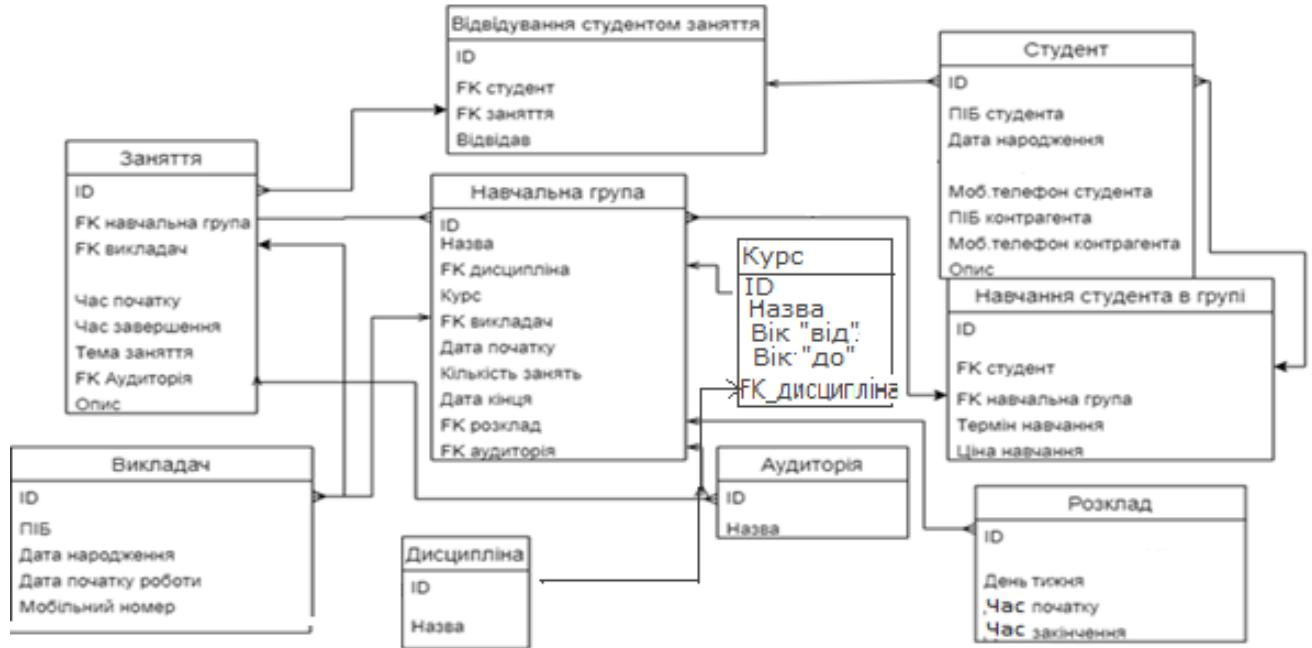 Відвідування студентом заняття
ID
FK студент
FK заняття
Відвідав
Студент
ID
ПІБ студента
Дата народження
Моб.телефон студента
ПІБ контрагента
Моб.телефон контрагента
Опис
Заняття
ID
FK навчальна група
FK викладач
Час початку
Час завершення
Тема заняття
FK Аудиторія
Опис
Навчальна група
ID
Назва
FK дисципліна
Курс
FK викладач
Дата початку
Кількість занять
Дата кінця
FK розклад
FK аудиторія
Курс
ID
Назва
Вік "від"
Вік "до"
FK_дисципліна
Навчання студента в групі
ID
FK студент
FK навчальна група
Термін навчання
Ціна навчання
Викладач
ID
ПІБ
Дата народження
Дата початку роботи
Мобільний номер
Дисципліна
ID
Назва
Аудиторія
ID
Назва
Розклад
ID
День тижня
Час початку
Час закінчення